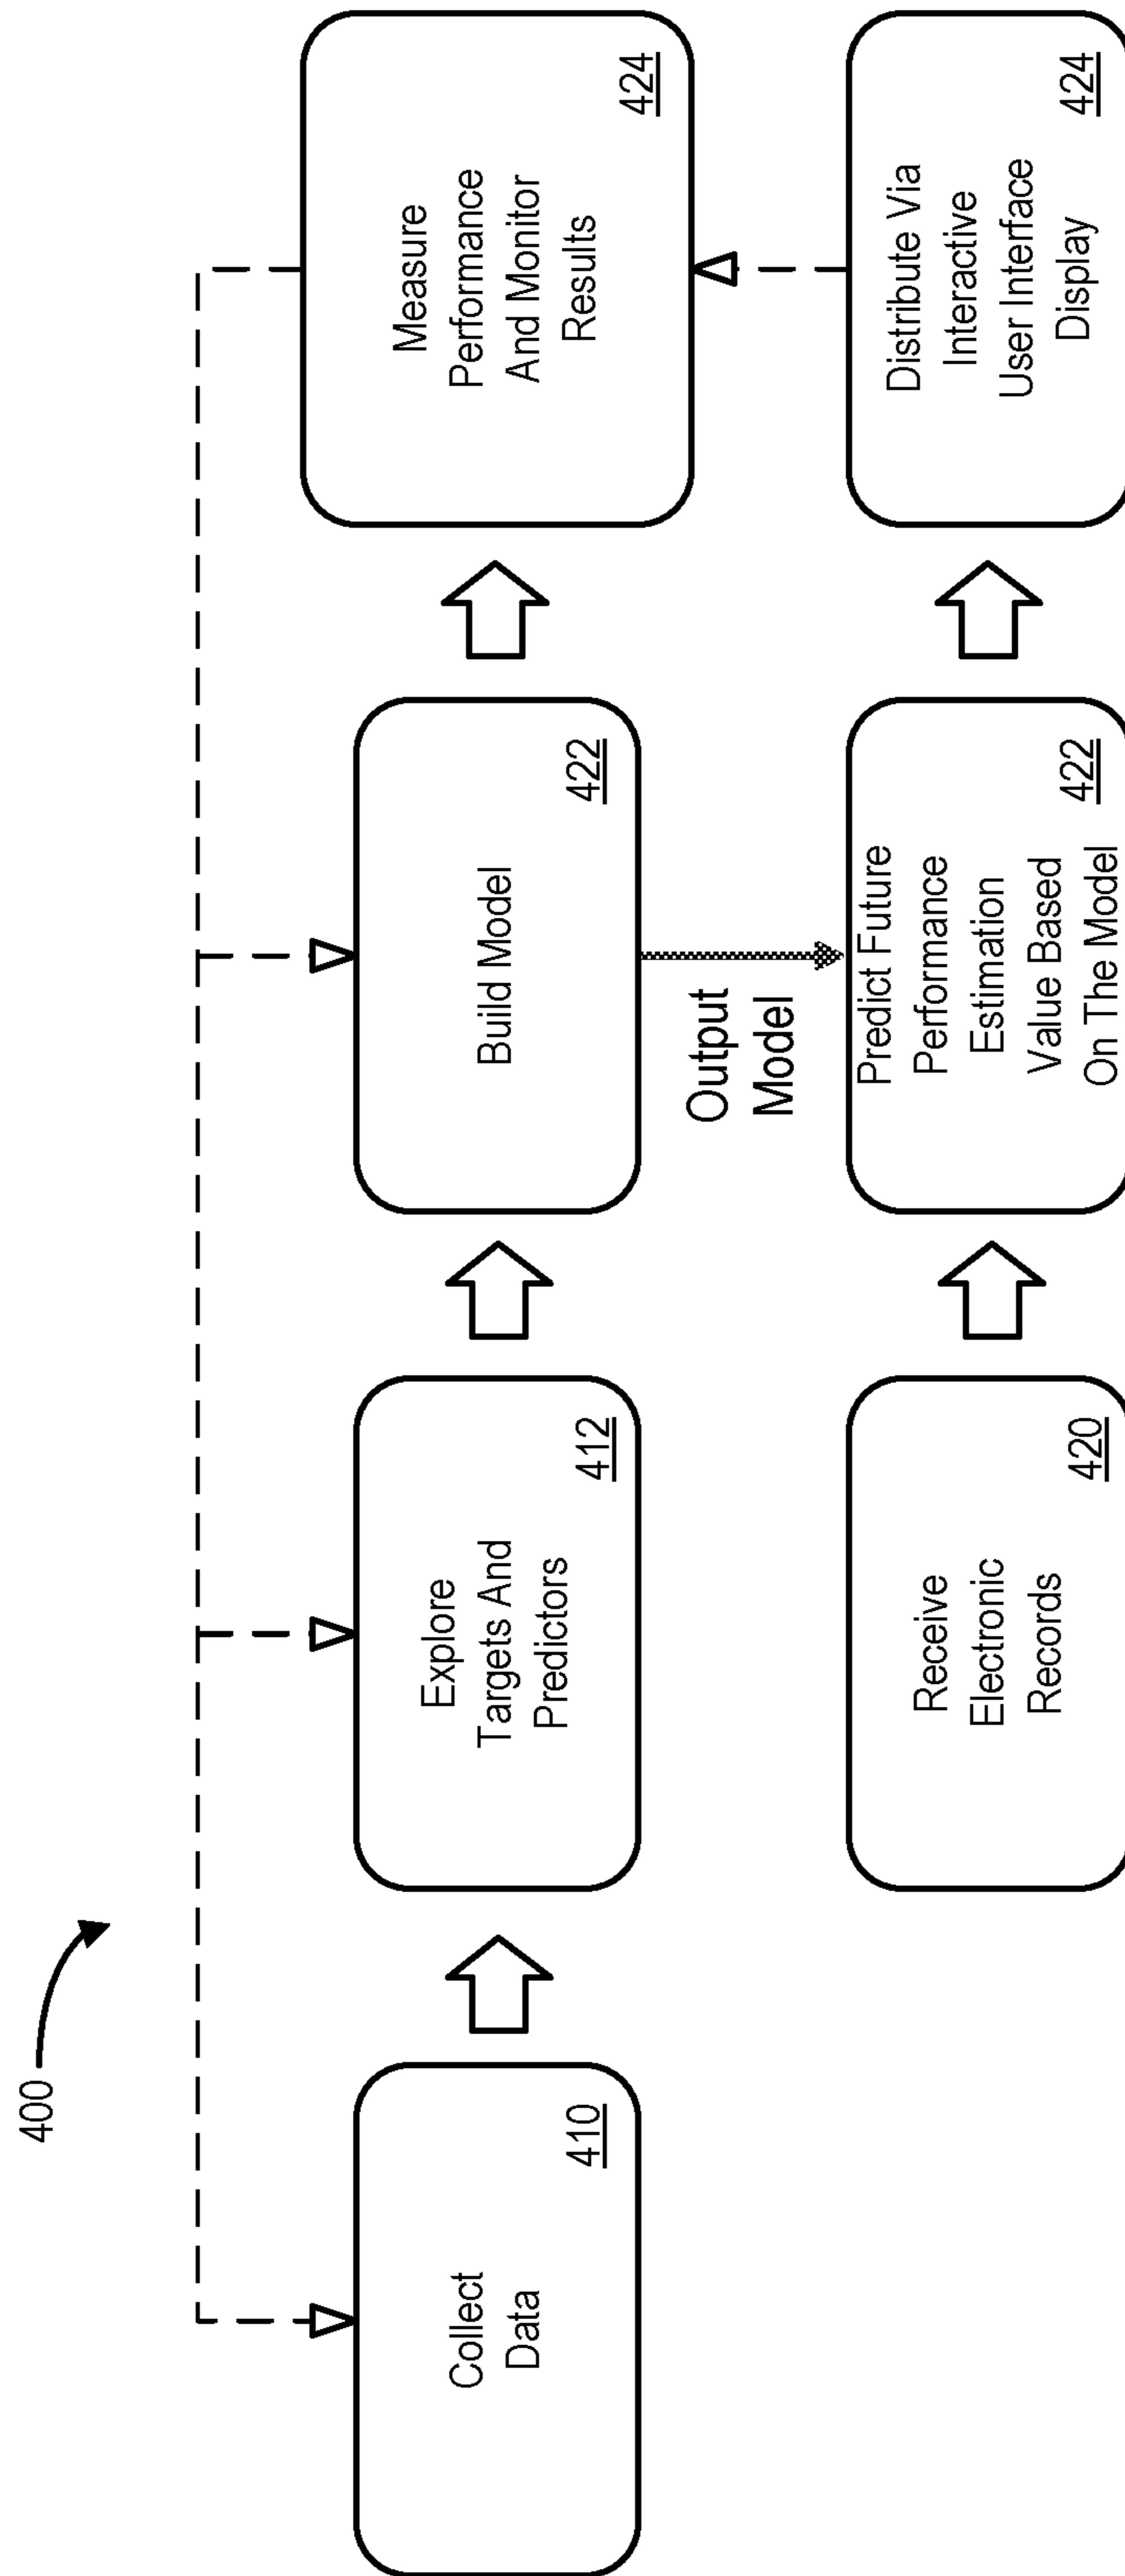 400
Collect
Data
410
Explore
Targets And
Predictors
412
Build Model
422
Measure
Performance
And Monitor
Results
424
Output
Model
Receive
Electronic
Records
420
Predict Future
Performance
Estimation
Value Based
On The Model
422
Distribute Via
Interactive
User Interface
Display
424